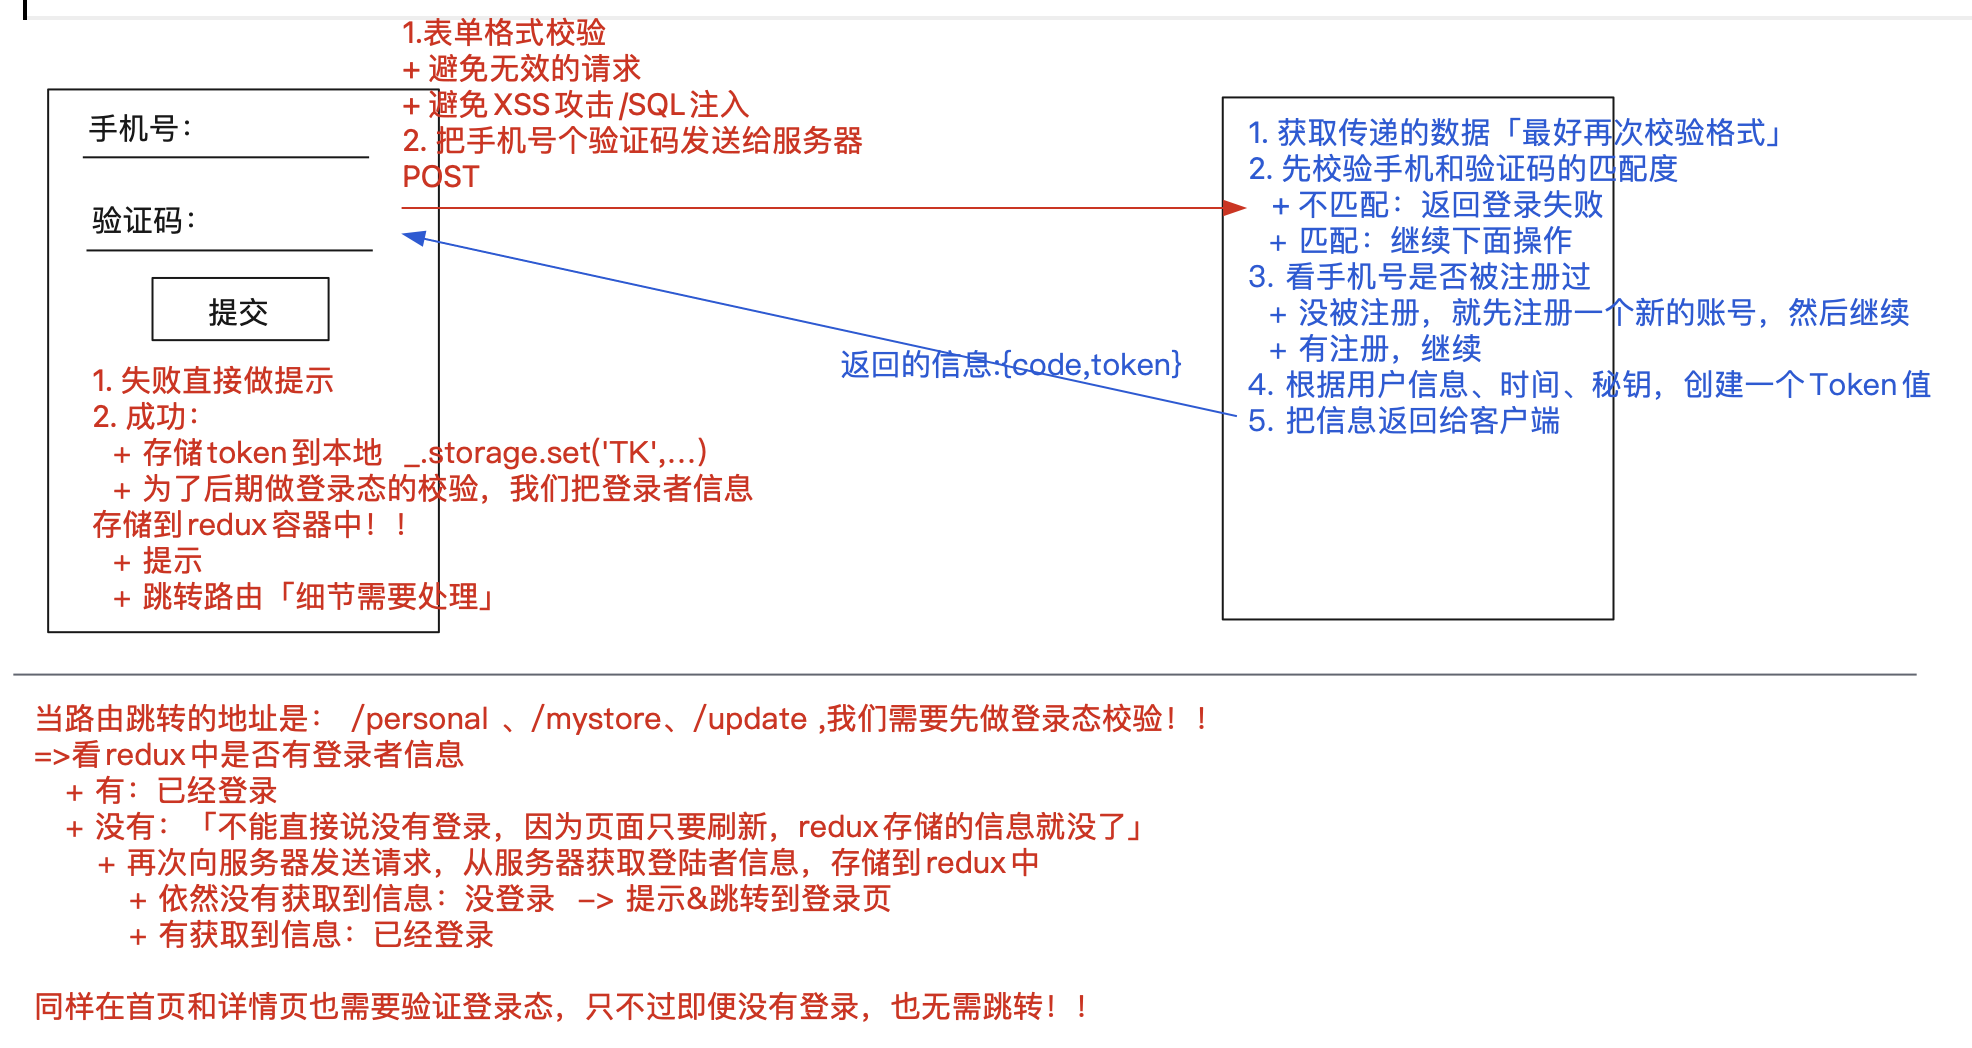 1.表单格式校验
+ 避免无效的请求
+ 避免XSS攻击/SQL注入
2. 把手机号个验证码发送给服务器
POST
手机号：
验证码：
提交
1. 失败直接做提示
2. 成功：
+ 存储token到本地 _.storage.set('TK',...)
+ 为了后期做登录态的校验，我们把登录者信息
存储到redux容器中！！
+ 提示
+ 跳转路由「细节需要处理」
返回的信息:{code,token}
1. 获取传递的数据「最好再次校验格式」
2. 先校验手机和验证码的匹配度
+ 不匹配：返回登录失败
+ 匹配：继续下面操作
3. 看手机号是否被注册过
+ 没被注册，就先注册一个新的账号，然后继续
+ 有注册，继续
4. 根据用户信息、时间、秘钥，创建一个Token值
5. 把信息返回给客户端
当路由跳转的地址是： /personal 、/mystore、/update ,我们需要先做登录态校验！！
=>看redux中是否有登录者信息
+ 有：已经登录
+ 没有：「不能直接说没有登录，因为页面只要刷新，redux存储的信息就没了」
+ 再次向服务器发送请求，从服务器获取登陆者信息，存储到redux中
+ 依然没有获取到信息：没登录 -> 提示&跳转到登录页
+ 有获取到信息：已经登录
同样在首页和详情页也需要验证登录态，只不过即便没有登录，也无需跳转！！